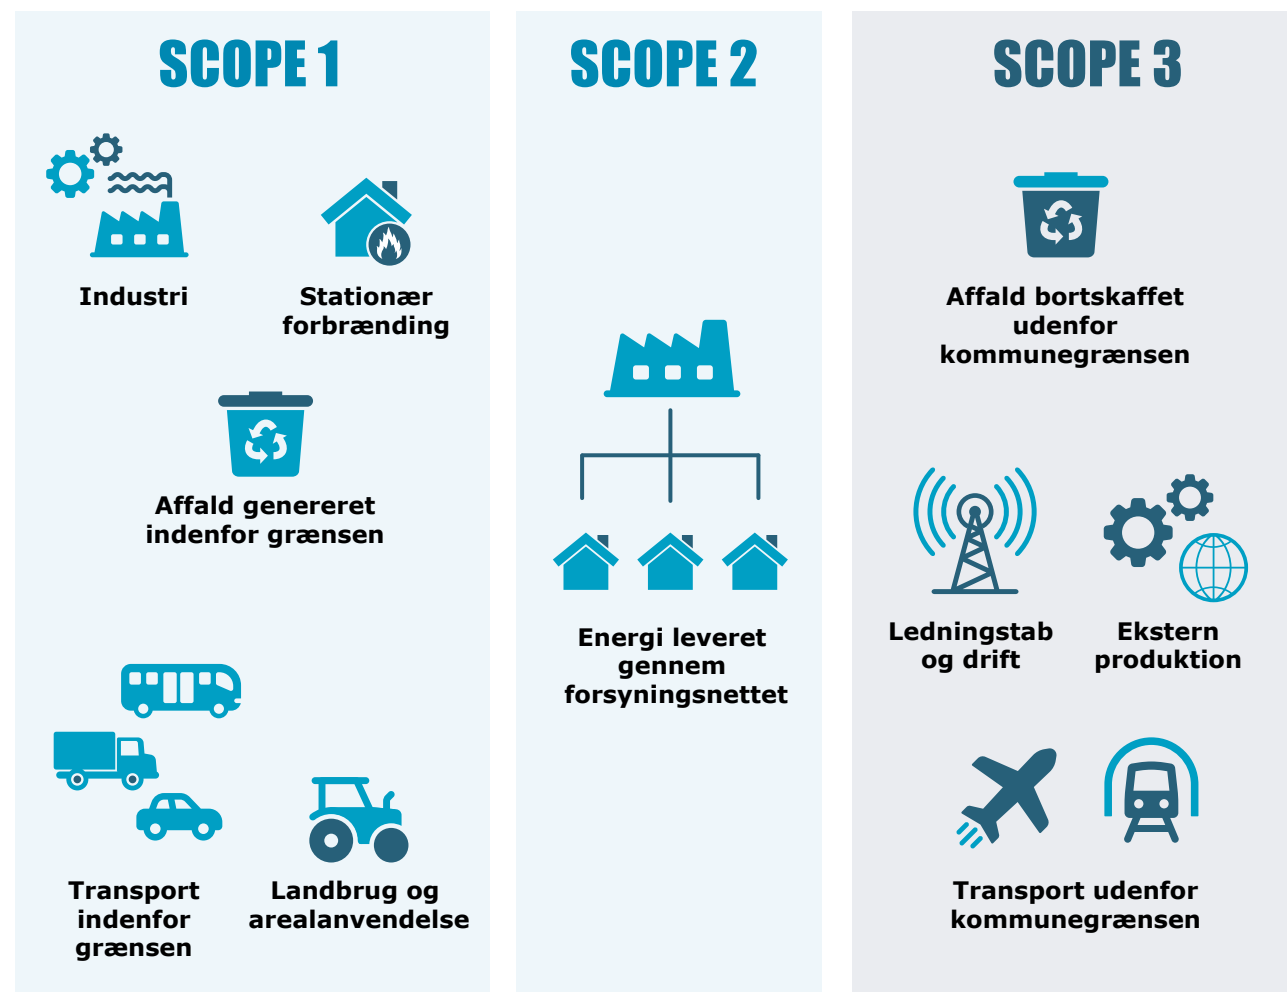 SCOPE 1
Industri
Stationær
forbrænding
Affald genereret
indenfor grænsen
Transport
indenfor
grænsen
Landbrug og
arealanvendelse
SCOPE 2
Energi leveret
gennem
forsyningsnettet
SCOPE 3
Affald bortskaffet
udenfor
kommunegrænsen
Ledningstab
og drift
Ekstern
produktion
Transport udenfor
kommunegrænsen